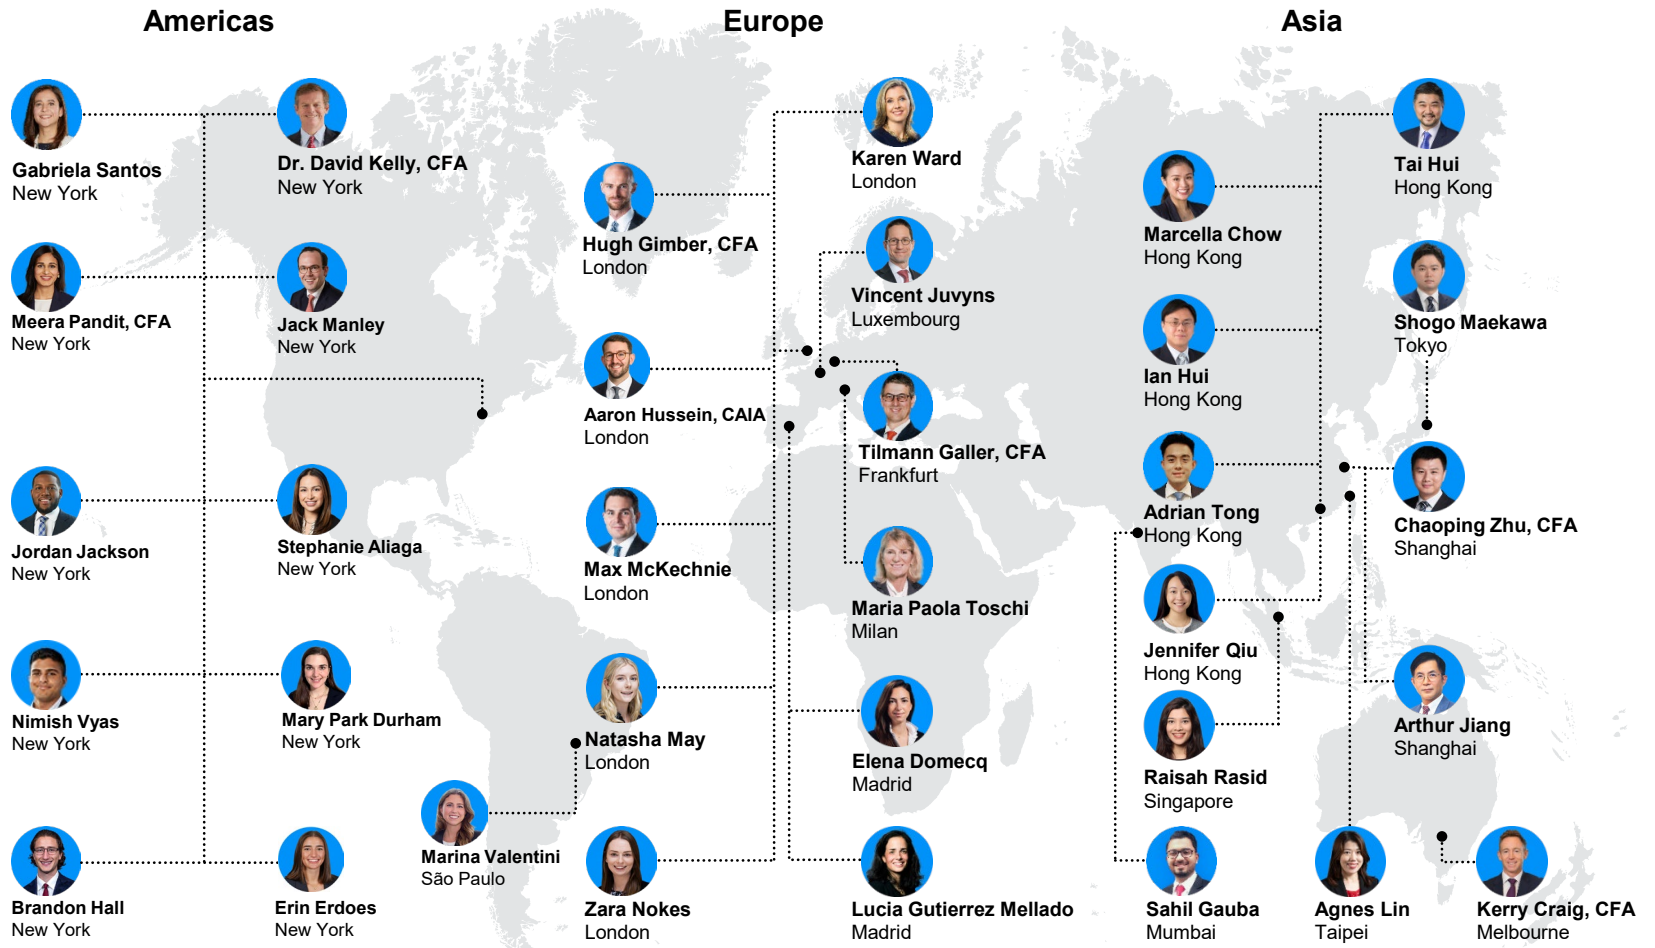 Americas
Europe
Asia
Gabriela Santos
New York
Dr. David Kelly, CFA
New York
Meera Pandit, CFA
New York
Jack Manley
New York
Jordan Jackson
New York
Stephanie Aliaga
New York
Nimish Vyas
New York
Mary Park Durham
New York
Brandon Hall
New York
Erin Erdoes
New York
Marina Valentini
São Paulo
Karen Ward
London
Hugh Gimber, CFA
London
Vincent Juvyns
Luxembourg
Aaron Hussein, CAIA
London
Tilmann Galler, CFA
Frankfurt
Max McKechnie
London
Maria Paola Toschi
Milan
Natasha May
London
Elena Domecq
Madrid
Zara Nokes
London
Lucia Gutierrez Mellado
Madrid
Tai Hui
Hong Kong
Marcella Chow
Hong Kong
Shogo Maekawa
Tokyo
Ian Hui
Hong Kong
Adrian Tong
Hong Kong
Chaoping Zhu, CFA
Shanghai
Jennifer Qiu
Hong Kong
Arthur Jiang
Shanghai
Raisah Rasid
Singapore
Sahil Gauba
Mumbai
Agnes Lin
Taipei
Kerry Craig, CFA
Melbourne